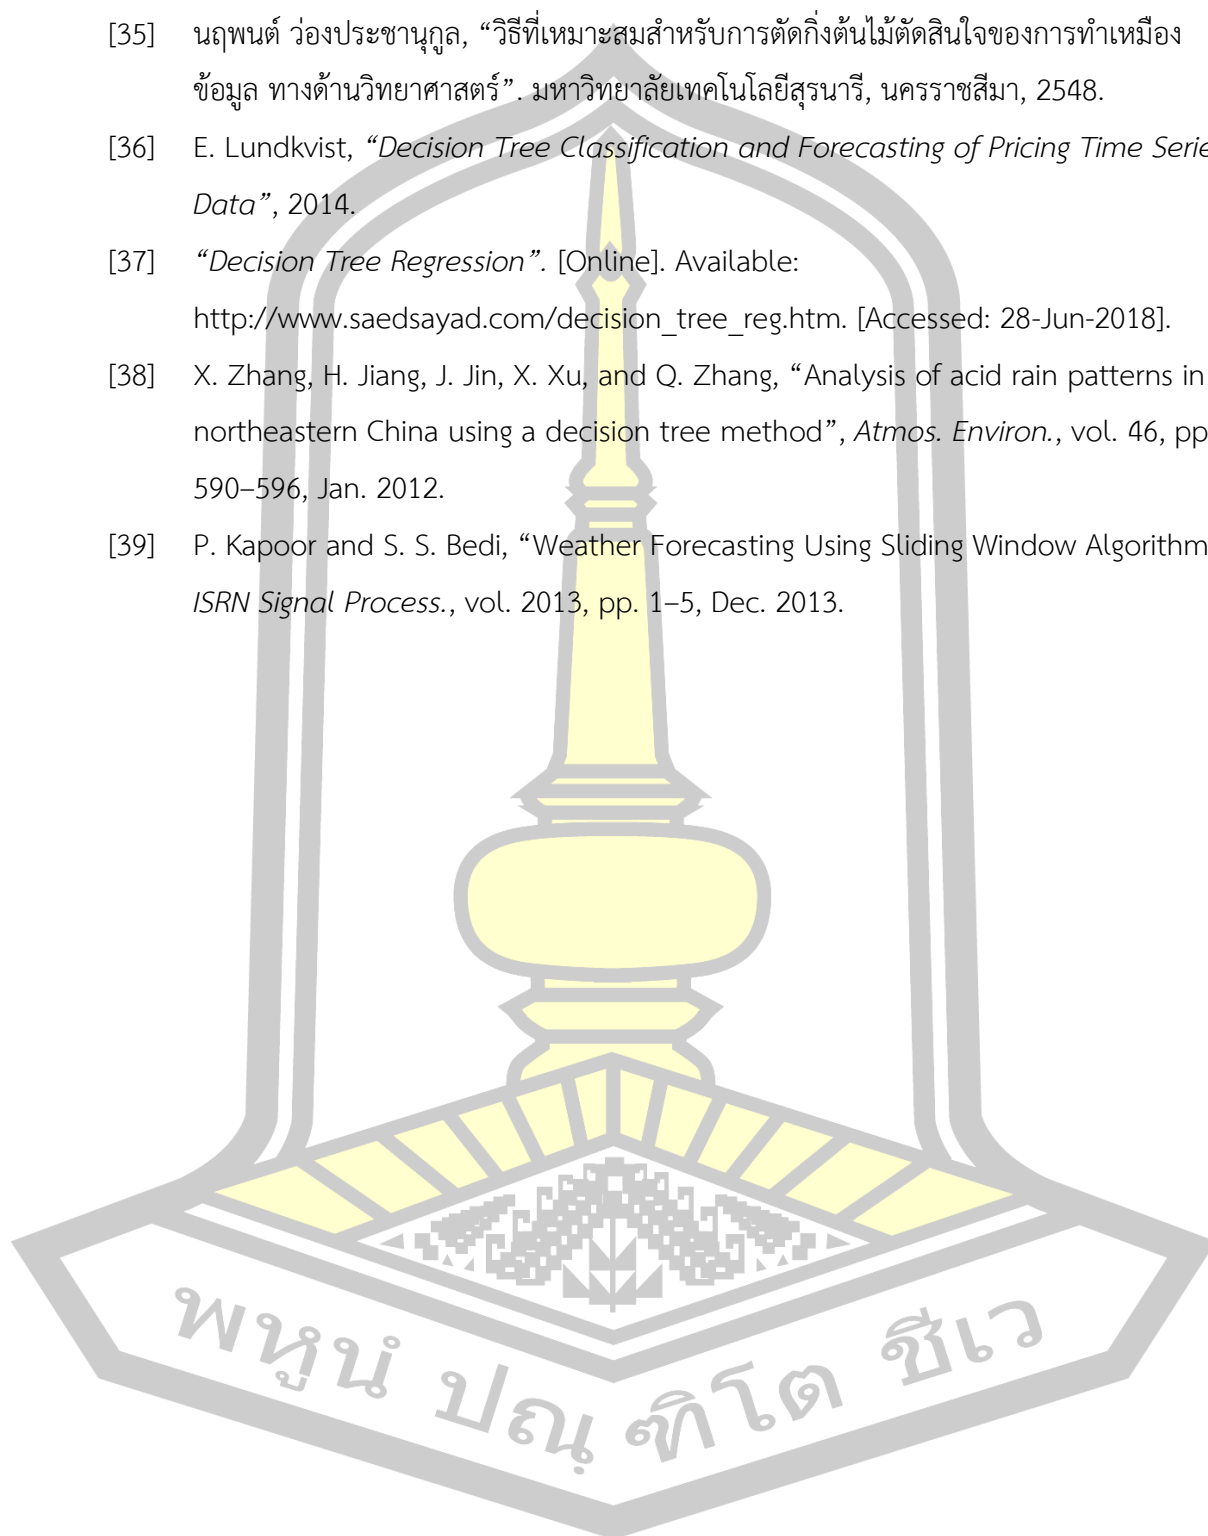 [35] นฤพนต์ ว่องประชานุกูล, “วิธีที่เหมาะสมสำหรับการตัดกิ่งต้นไม้ตัดสินใจของการทำเหมือง
ข้อมูล ทางด้านวิทยาศาสตร์”. มหาวิทยาลัยเทคโนโลยีสุรนารี, นครราชสีมา, 2548.
[36] E. Lundkvist, “Decision Tree Classification and Forecasting of Pricing Time Serie
Data”, 2014.
[37] “Decision Tree Regression”. [Online]. Available:
http://www.saedsayad.com/decision_tree_reg.htm. [Accessed: 28-Jun-2018].
[38] X. Zhang, H. Jiang, J. Jin, X. Xu, and Q. Zhang, “Analysis of acid rain patterns in
northeastern China using a decision tree method”, Atmos. Environ., vol. 46, pp
590–596, Jan. 2012.
[39] P. Kapoor and S. S. Bedi, “Weather Forecasting Using Sliding Window Algorithm
ISRN Signal Process., vol. 2013, pp. 1–5, Dec. 2013.
พหูนํ ปณฺฑิโต ชีเว